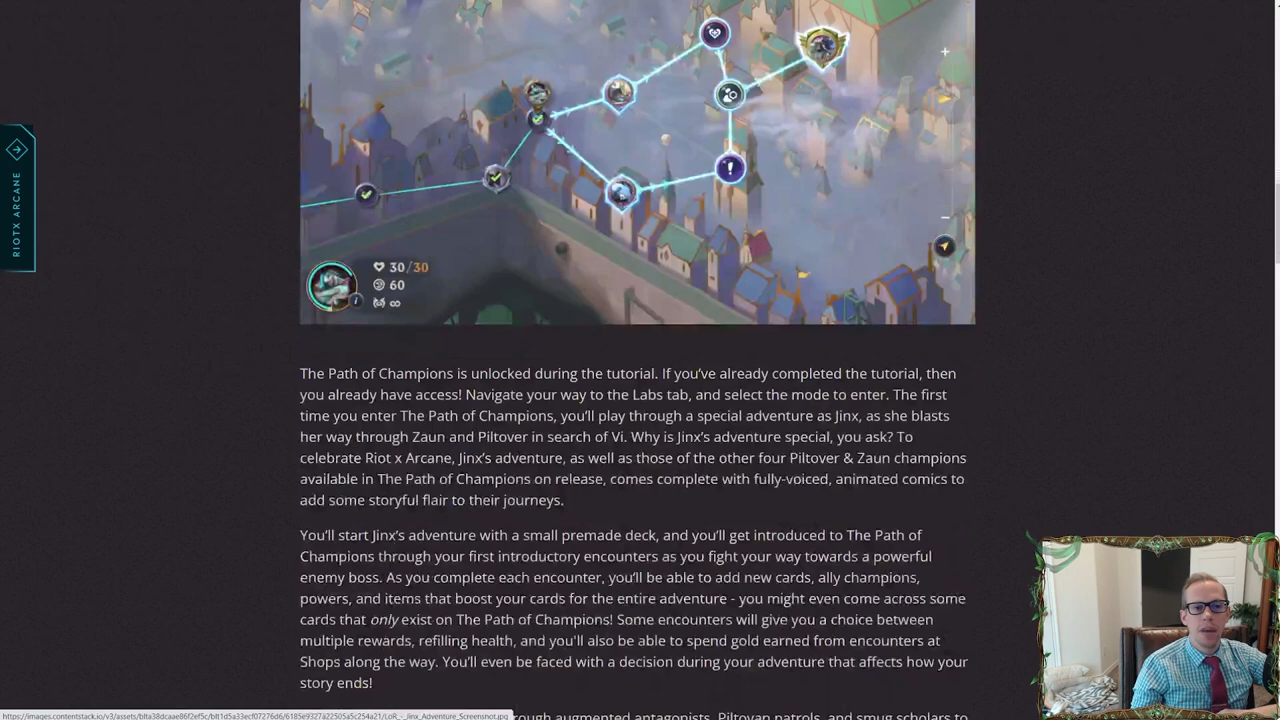 RIOTX ARCANE
30/30
60
∞
The Path of Champions is unlocked during the tutorial. If you've already completed the tutorial, then
you already have access! Navigate your way to the Labs tab, and select the mode to enter. The first
time you enter The Path of Champions, you'll play through a special adventure as Jinx, as she blasts
her way through Zaun and Piltover in search of Vi. Why is Jinx's adventure special, you ask? To
celebrate Riot x Arcane, Jinx's adventure, as well as those of the other four Piltover & Zaun champions
available in The Path of Champions on release, comes complete with fully-voiced, animated comics to
add some storyful flair to their journeys.
You'll start Jinx's adventure with a small premade deck, and you'll get introduced to The Path of
Champions through your first introductory encounters as you fight your way towards a powerful
enemy boss. As you complete each encounter, you'll be able to add new cards, ally champions,
powers, and items that boost your cards for the entire adventure - you might even come across some
cards that only exist on The Path of Champions! Some encounters will give you a choice between
multiple rewards, refilling health, and you'll also be able to spend gold earned from encounters at
Shops along the way. You'll even be faced with a decision during your adventure that affects how your
story ends!
rough augmented antagonists, Piltovan patrols, and smug scholars to